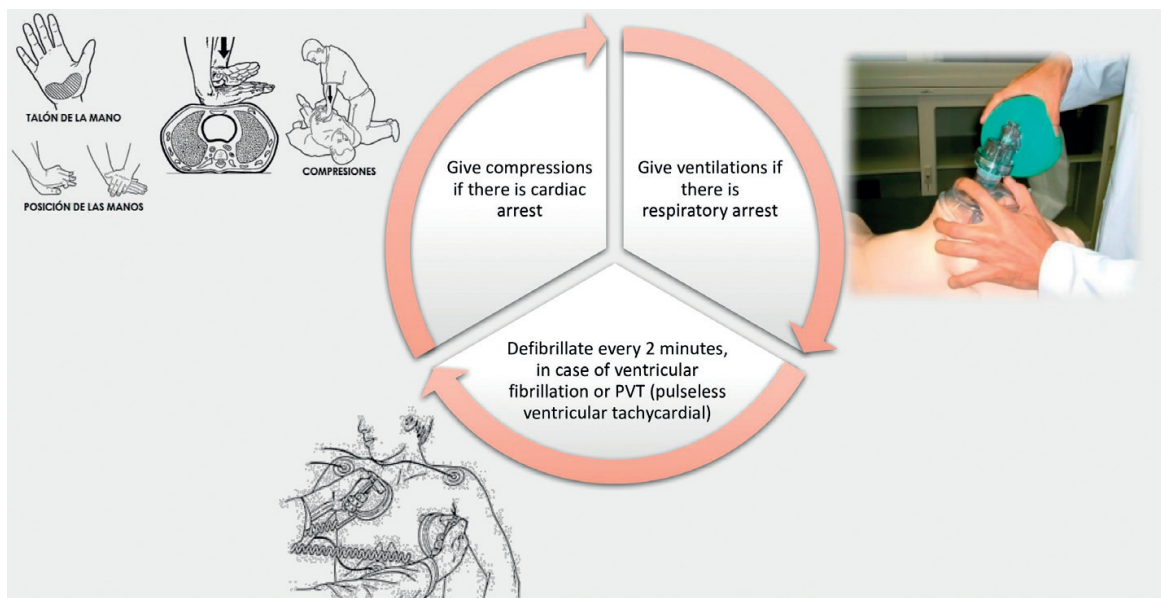 TALÓN DE LA MANO
POSICIÓN DE LAS MANOS
COMPRESIONES
Give compressions
if there is cardiac
arrest
Give ventilations if
there is
respiratory arrest
Defibrillate every 2 minutes,
in case of ventricular
fibrillation or PVT (pulseless
ventricular tachycardial)